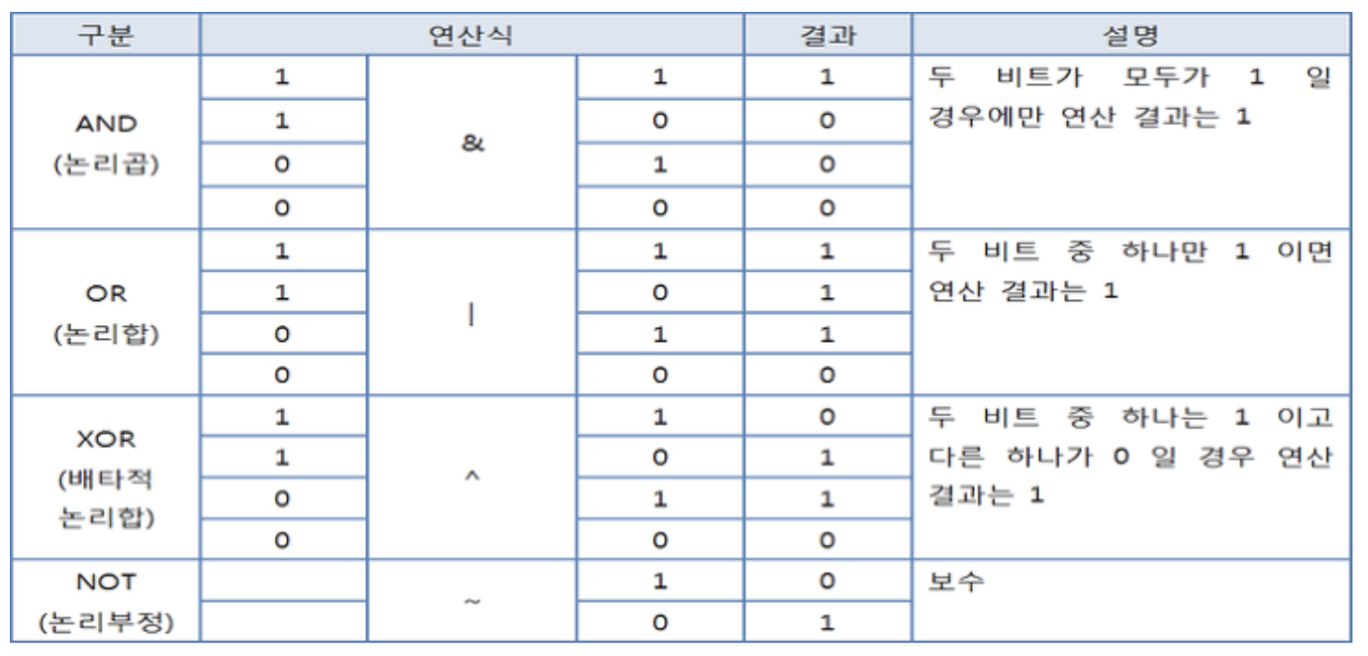 구분 연산식 결과 설명
AND
(논리곱)
&
1 1 1
1 0 0
0 1 0
0 0 0
두 비트가 모두가 1 일
경우에만 연산 결과는 1
OR
(논리합)
|
1 1 1
1 0 1
0 1 1
0 0 0
두 비트 중 하나만 1 이면
연산 결과는 1
XOR
(배타적
논리합)
^
1 1 0
1 0 1
0 1 1
0 0 0
두 비트 중 하나는 1 이고
다른 하나가 0 일 경우 연산
결과는 1
NOT
(논리부정)
~
1 0
0 1
보수